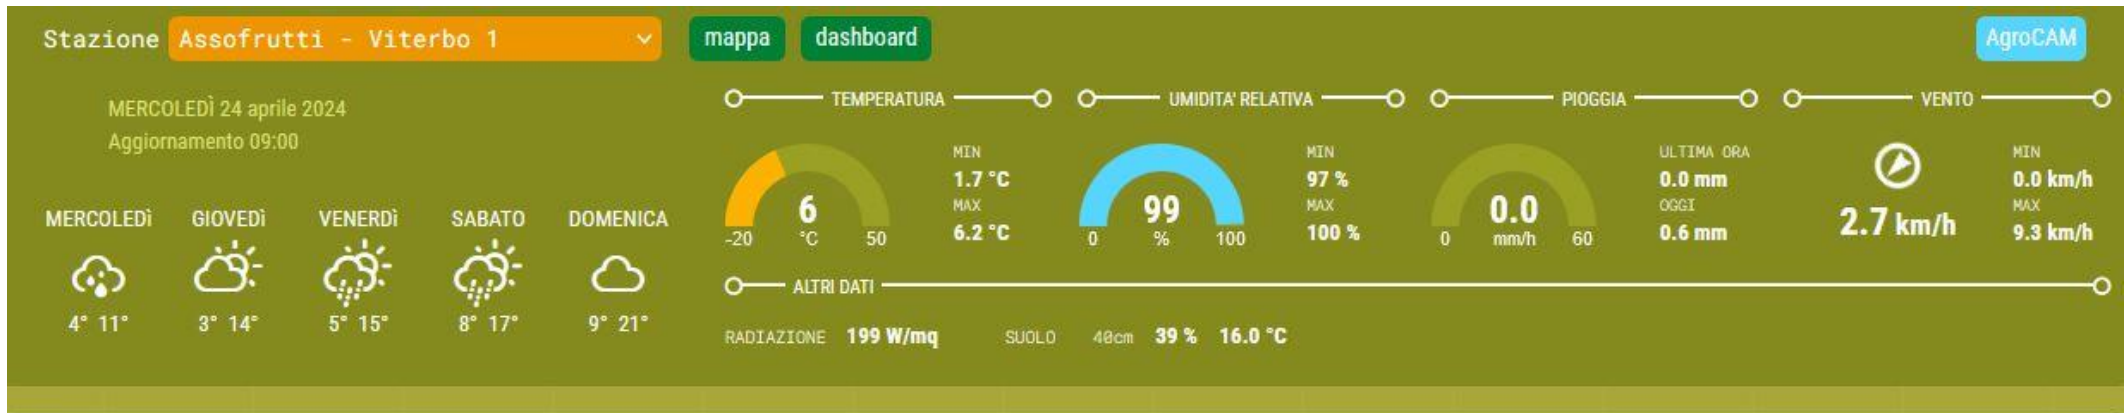 Stazione Assofrutti - Viterbo 1 mappa dashboard AgroCAM
MERCOLEDÌ 24 aprile 2024
Aggiornamento 09:00
MERCOLEDÌ GIOVEDÌ VENERDÌ SABATO DOMENICA
4° 11° 3° 14° 5° 15° 8° 17° 9° 21°
TEMPERATURA
6
°C
-20 50
MIN
1.7 °C
MAX
6.2 °C
UMIDITA' RELATIVA
99
%
0 100
MIN
97 %
MAX
100 %
PIOGGIA
0.0
mm/h
0 60
ULTIMA ORA
0.0 mm
OGGI
0.6 mm
VENTO
2.7 km/h
MIN
0.0 km/h
MAX
9.3 km/h
ALTRI DATI
RADIAZIONE 199 W/mq SUOLO 40cm 39 % 16.0 °C